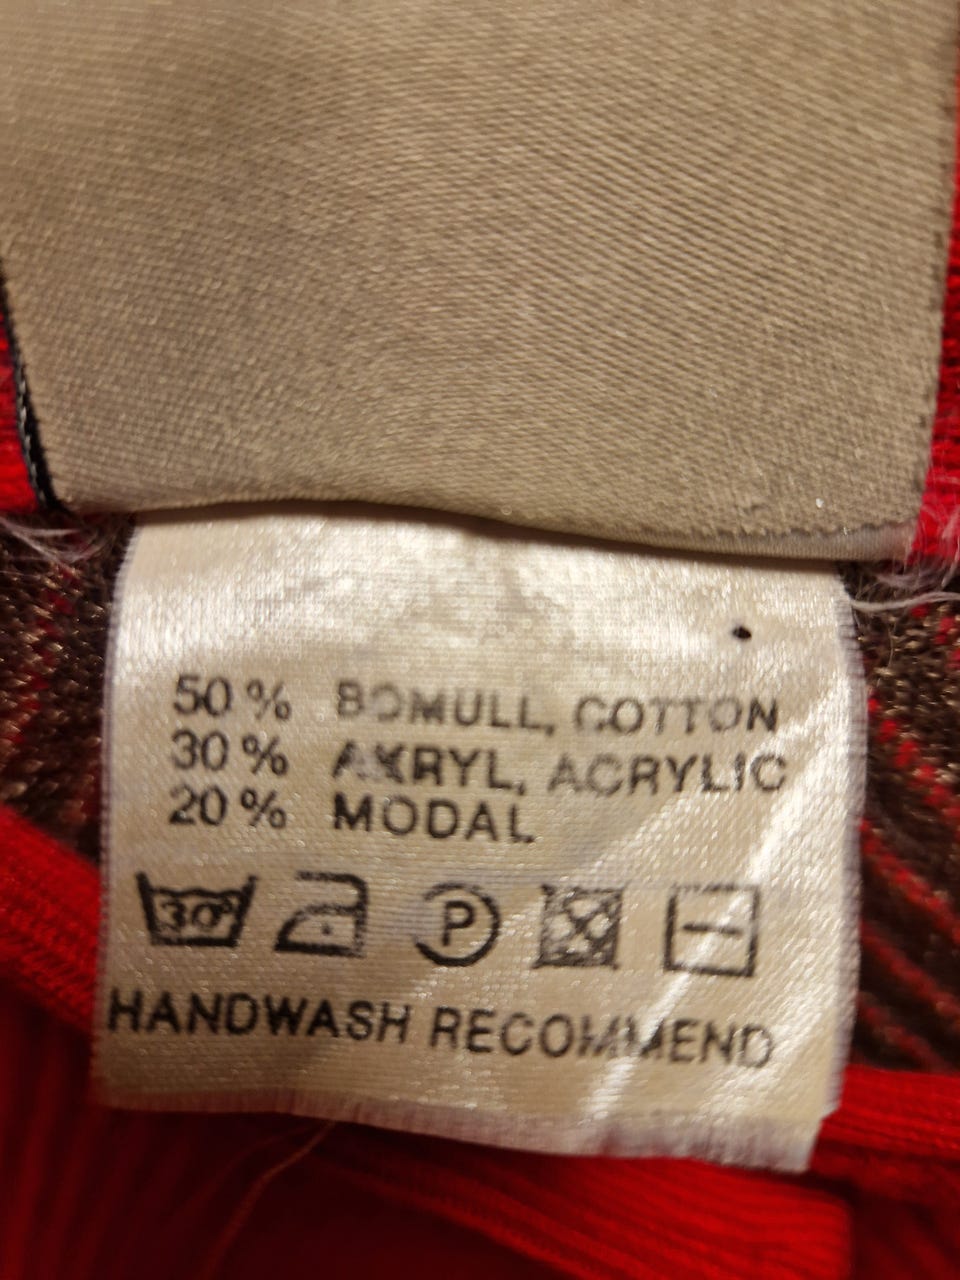 50 % BOMULL, COTTON
30 % AKRYL, ACRYLIC
20 % MODAL
30° P
HANDWASH RECOMMEND